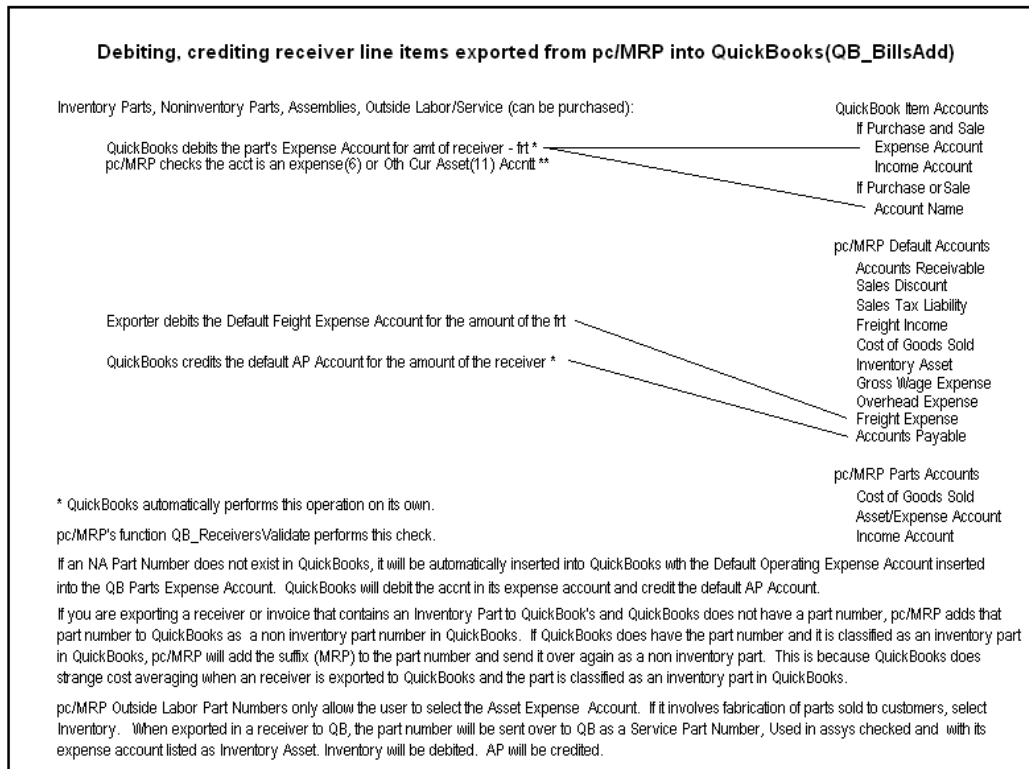 Debiting, crediting receiver line items exported from pc/MRP into QuickBooks(QB_BillsAdd)
Inventory Parts, Noninventory Parts, Assemblies, Outside Labor/Service (can be purchased):
QuickBooks debits the part's Expense Account for amt of receiver - frt *
pc/MRP checks the acct is an expense(6) or Oth Cur Asset(11) Accntt **
QuickBook Item Accounts
If Purchase and Sale
Expense Account
Income Account
If Purchase or Sale
Account Name
pc/MRP Default Accounts
Accounts Receivable
Sales Discount
Sales Tax Liability
Freight Income
Cost of Goods Sold
Inventory Asset
Gross Wage Expense
Overhead Expense
Freight Expense
Accounts Payable
Exporter debits the Default Feight Expense Account for the amount of the frt
QuickBooks credits the default AP Account for the amount of the receiver *
pc/MRP Parts Accounts
Cost of Goods Sold
Asset/Expense Account
Income Account
* QuickBooks automatically performs this operation on its own.
pc/MRP's function QB_ReceiversValidate performs this check.
If an NA Part Number does not exist in QuickBooks, it will be automatically inserted into QuickBooks wth the Default Operating Expense Account inserted
into the QB Parts Expense Account. QuickBooks will debit the accnt in its expense account and credit the default AP Account.
If you are exporting a receiver or invoice that contains an Inventory Part to QuickBook's and QuickBooks does not have a part number, pc/MRP adds that
part number to QuickBooks as a non inventory part number in QuickBooks. If QuickBooks does have the part number and it is classified as an inventory part
in QuickBooks, pc/MRP will add the suffix (MRP) to the part number and send it over again as a non inventory part. This is because QuickBooks does
strange cost averaging when an receiver is exported to QuickBooks and the part is classified as an inventory part in QuickBooks.
pc/MRP Outside Labor Part Numbers only allow the user to select the Asset Expense Account. If it involves fabrication of parts sold to customers, select
Inventory. When exported in a receiver to QB, the part number will be sent over to QB as a Service Part Number, Used in assys checked and with its
expense account listed as Inventory Asset. Inventory will be debited. AP will be credited.